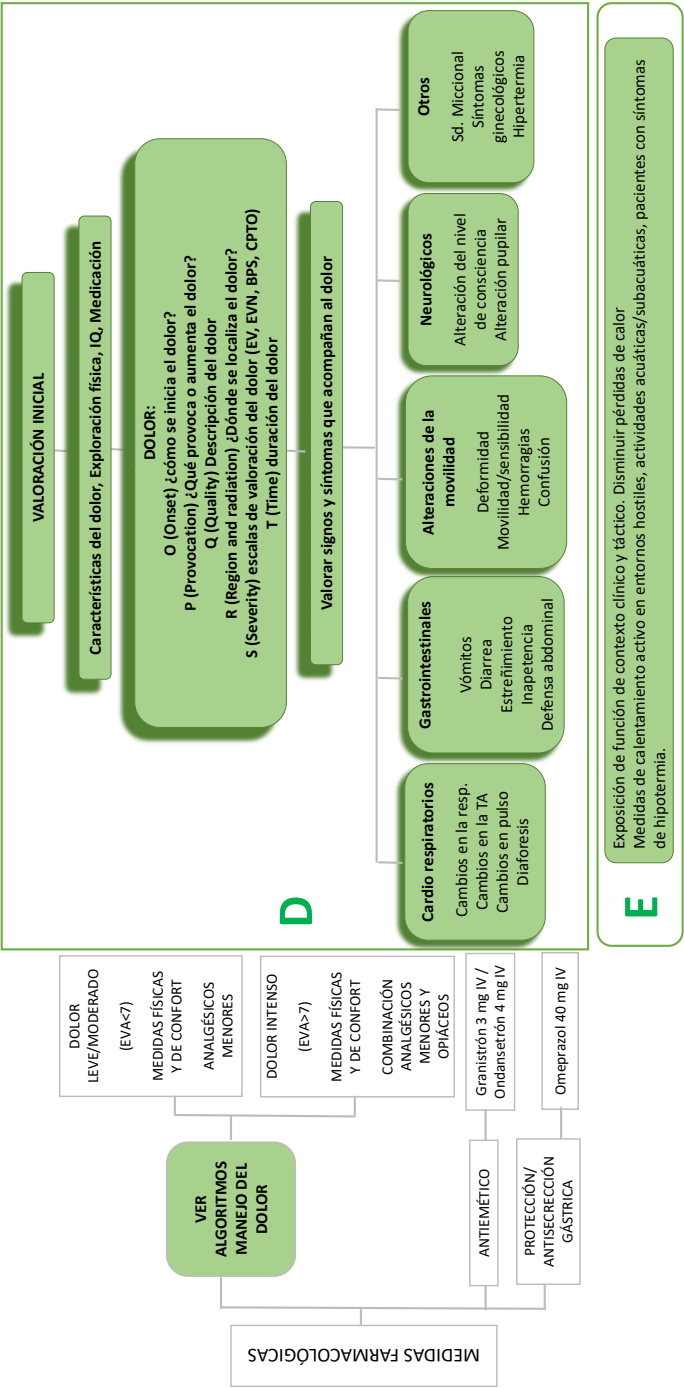 VALORACIÓN INICIAL
Características del dolor, Exploración física, IQ, Medicación
DOLOR:
O (Onset) ¿cómo se inicia el dolor?
P (Provocation) ¿Qué provoca o aumenta el dolor?
Q (Quality) Descripción del dolor
R (Region and radiation) ¿Dónde se localiza el dolor?
S (Severity) escalas de valoración del dolor (EV, EVN, BPS, CPTO)
T (Time) duración del dolor
Valorar signos y síntomas que acompañan al dolor
D
Cardio respiratorios
Cambios en la resp.
Cambios en la TA
Cambios en pulso
Diaforesis
Gastrointestinales
Vómitos
Diarrea
Estreñimiento
Inapetencia
Defensa abdominal
Alteraciones de la
movilidad
Deformidad
Movilidad/sensibilidad
Hemorragias
Confusión
Neurológicos
Alteración del nivel
de consciencia
Alteración pupilar
Otros
Sd. Miccional
Síntomas
ginecológicos
Hipertermia
E
Exposición de función de contexto clínico y táctico. Disminuir pérdidas de calor
Medidas de calentamiento activo en entornos hostiles, actividades acuáticas/subacuáticas, pacientes con síntomas
de hipotermia.
MEDIDAS FARMACOLÓGICAS
VER
ALGORITMOS
MANEJO DEL
DOLOR
DOLOR
LEVE/MODERADO
(EVA<7)
MEDIDAS FÍSICAS
Y DE CONFORT
ANALGÉSICOS
MENORES
DOLOR INTENSO
(EVA>7)
MEDIDAS FÍSICAS
Y DE CONFORT
COMBINACIÓN
ANALGÉSICOS
MENORES Y
OPIÁCEOS
ANTIEMÉTICO
Granistrón 3 mg IV /
Ondansetrón 4 mg IV
PROTECCIÓN/
ANTISECRECIÓN
GÁSTRICA
Omeprazol 40 mg IV